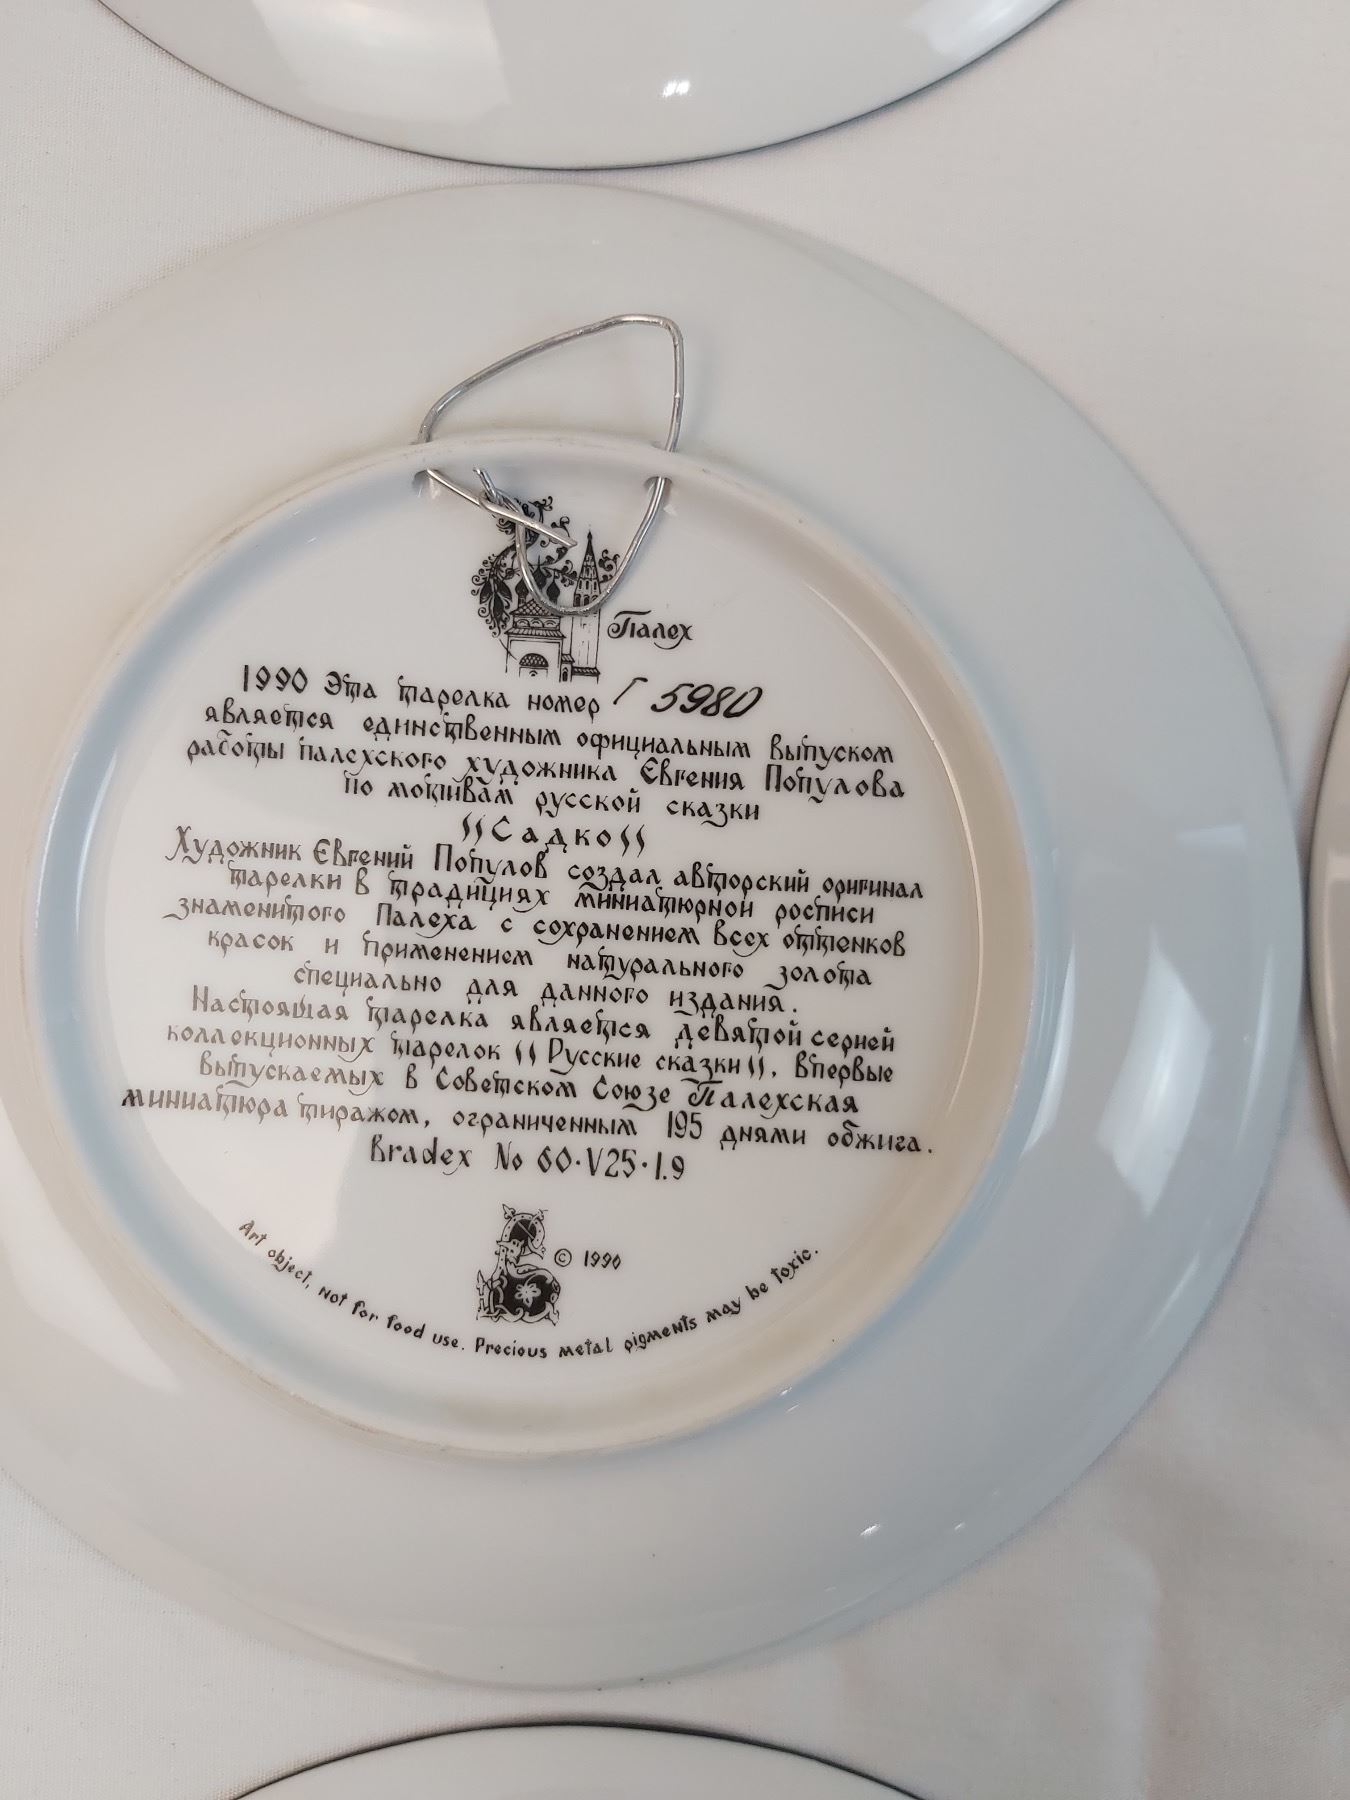 Палех
1990 Эта тарелка номер Г 5980
является единственным официальным выпуском
работы палехского художника Евгения Популова
по мотивам русской сказки
"Садко"
Художник Евгений Популов создал авторский оригинал
тарелки в традициях миниатюрной росписи
знаменитого Палеха с сохранением всех оттенков
красок и применением натурального золота
специально для данного издания.
Настоящая тарелка является девятой серией
коллекционных тарелок "Русские сказки". Впервые
выпускаемых в Советском Союзе Палехская
миниатюра тиражом, ограниченным 195 днями обжига.
Bradex No 60·V25·1.9
© 1990
Art object, not for food use. Precious metal pigments may be toxic.